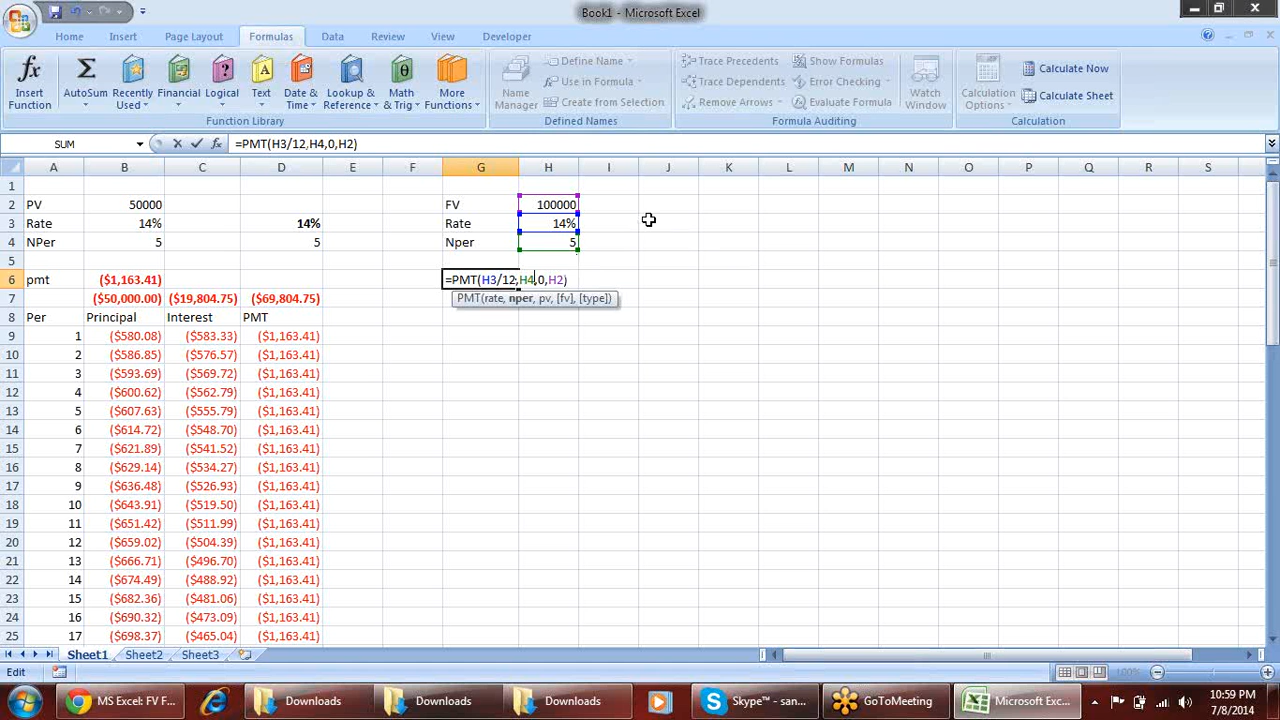 Book1 - Microsoft Excel
Home Insert Page Layout Formulas Data Review View Developer
Insert Function
AutoSum
Recently Used
Financial
Logical
Text
Date & Time
Lookup & Reference
Math & Trig
More Functions
Name Manager
Define Name
Use in Formula
Create from Selection
Trace Precedents
Trace Dependents
Remove Arrows
Show Formulas
Error Checking
Evaluate Formula
Watch Window
Calculation Options
Calculate Now
Calculate Sheet
Function Library Defined Names Formula Auditing Calculation
SUM =PMT(H3/12,H4,0,H2)
A B C D E F G H I J K L M N O P Q R S
1
2 PV 50000 FV 100000
3 Rate 14% 14% Rate 14%
4 NPer 5 5 Nper 5
5
6 pmt ($1,163.41) =PMT(H3/12,H4,0,H2)
7 ($50,000.00) ($19,804.75) ($69,804.75) PMT(rate, nper, pv, [fv], [type])
8 Per Principal Interest PMT
9 1 ($580.08) ($583.33) ($1,163.41)
10 2 ($586.85) ($576.57) ($1,163.41)
11 3 ($593.69) ($569.72) ($1,163.41)
12 4 ($600.62) ($562.79) ($1,163.41)
13 5 ($607.63) ($555.79) ($1,163.41)
14 6 ($614.72) ($548.70) ($1,163.41)
15 7 ($621.89) ($541.52) ($1,163.41)
16 8 ($629.14) ($534.27) ($1,163.41)
17 9 ($636.48) ($526.93) ($1,163.41)
18 10 ($643.91) ($519.50) ($1,163.41)
19 11 ($651.42) ($511.99) ($1,163.41)
20 12 ($659.02) ($504.39) ($1,163.41)
21 13 ($666.71) ($496.70) ($1,163.41)
22 14 ($674.49) ($488.92) ($1,163.41)
23 15 ($682.36) ($481.06) ($1,163.41)
24 16 ($690.32) ($473.09) ($1,163.41)
25 17 ($698.37) ($465.04) ($1,163.41)
Sheet1 Sheet2 Sheet3
Edit 100%
MS Excel: FV F... Downloads Downloads Downloads Skype™ - san... GoToMeeting Microsoft Exc... 10:59 PM
7/8/2014